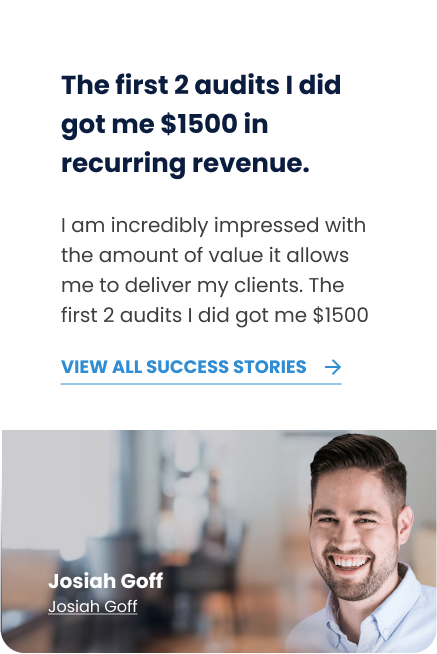 The first 2 audits I did
got me $1500 in
recurring revenue.
I am incredibly impressed with
the amount of value it allows
me to deliver my clients. The
first 2 audits I did got me $1500
VIEW ALL SUCCESS STORIES
Josiah Goff
Josiah Goff